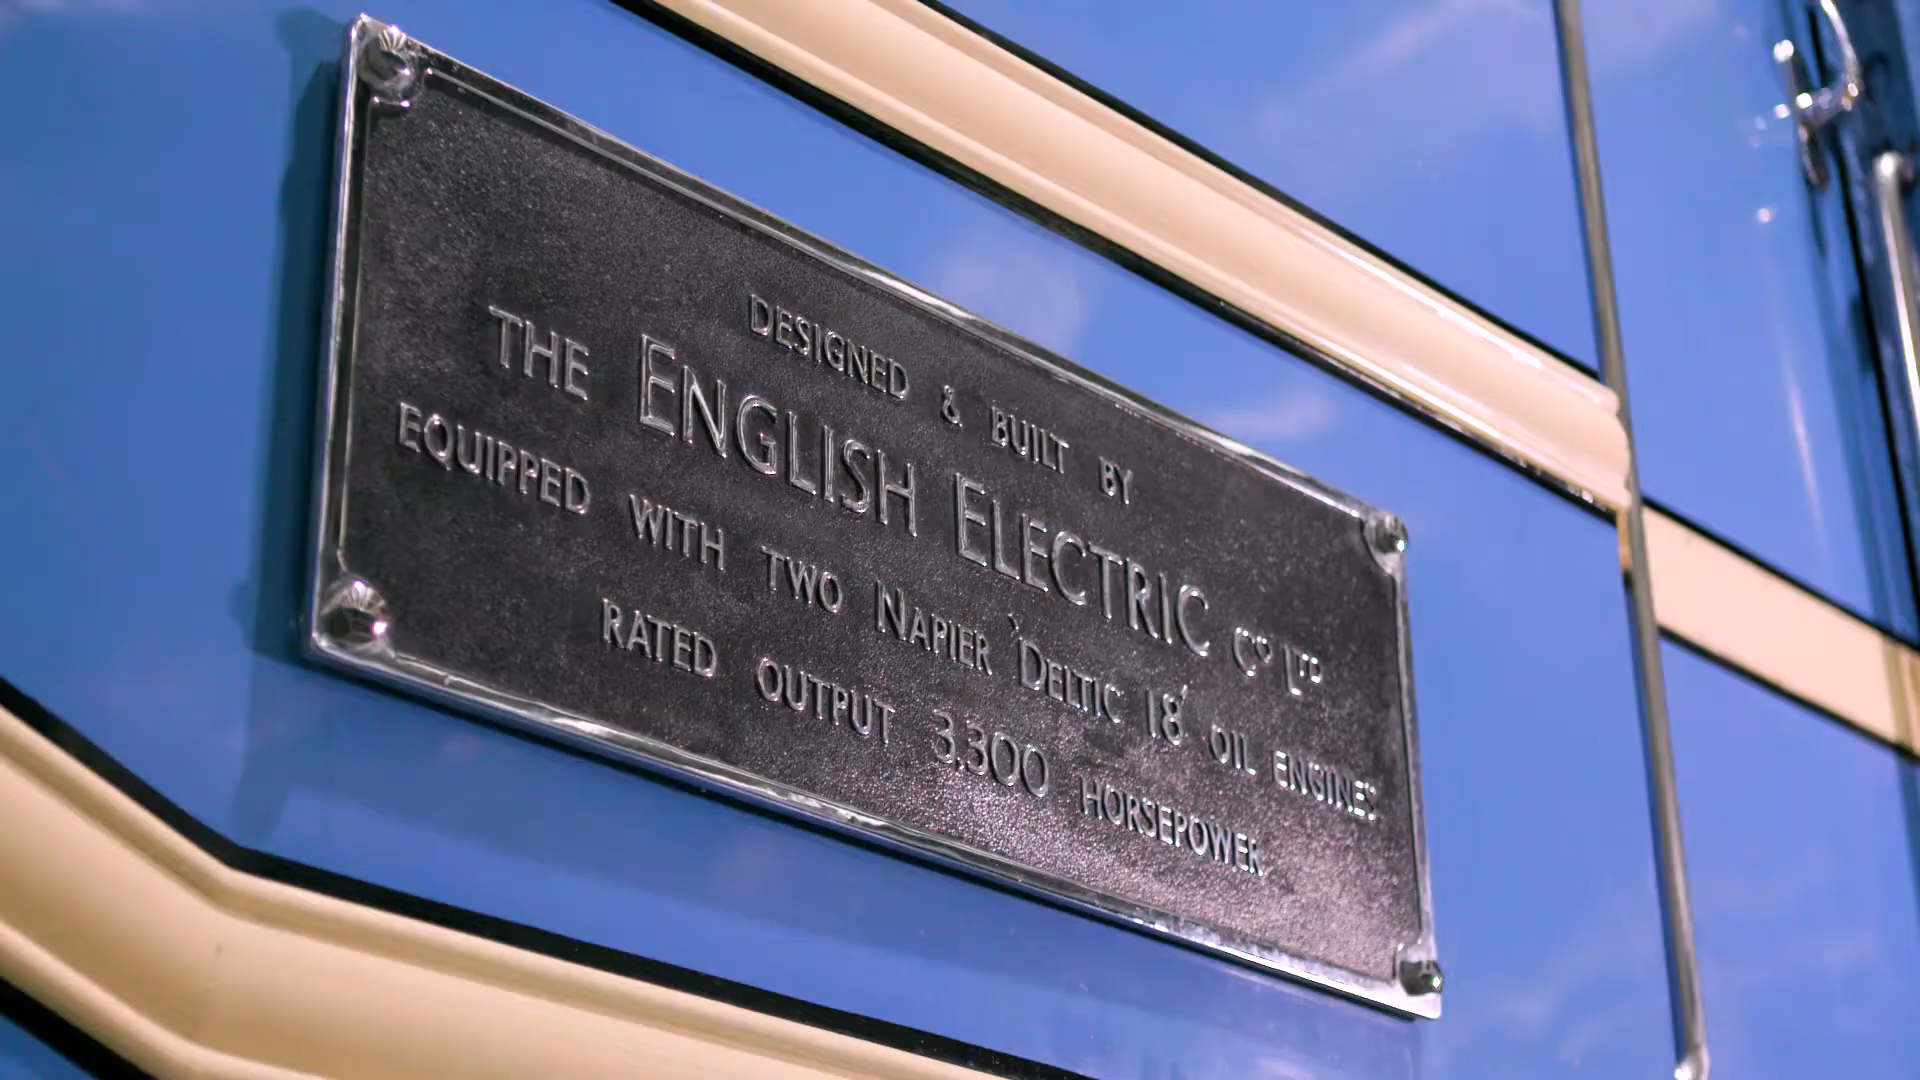 DESIGNED & BUILT BY
THE ENGLISH ELECTRIC Co LTD
EQUIPPED WITH TWO NAPIER 'DELTIC 18' OIL ENGINES
RATED OUTPUT 3,300 HORSEPOWER